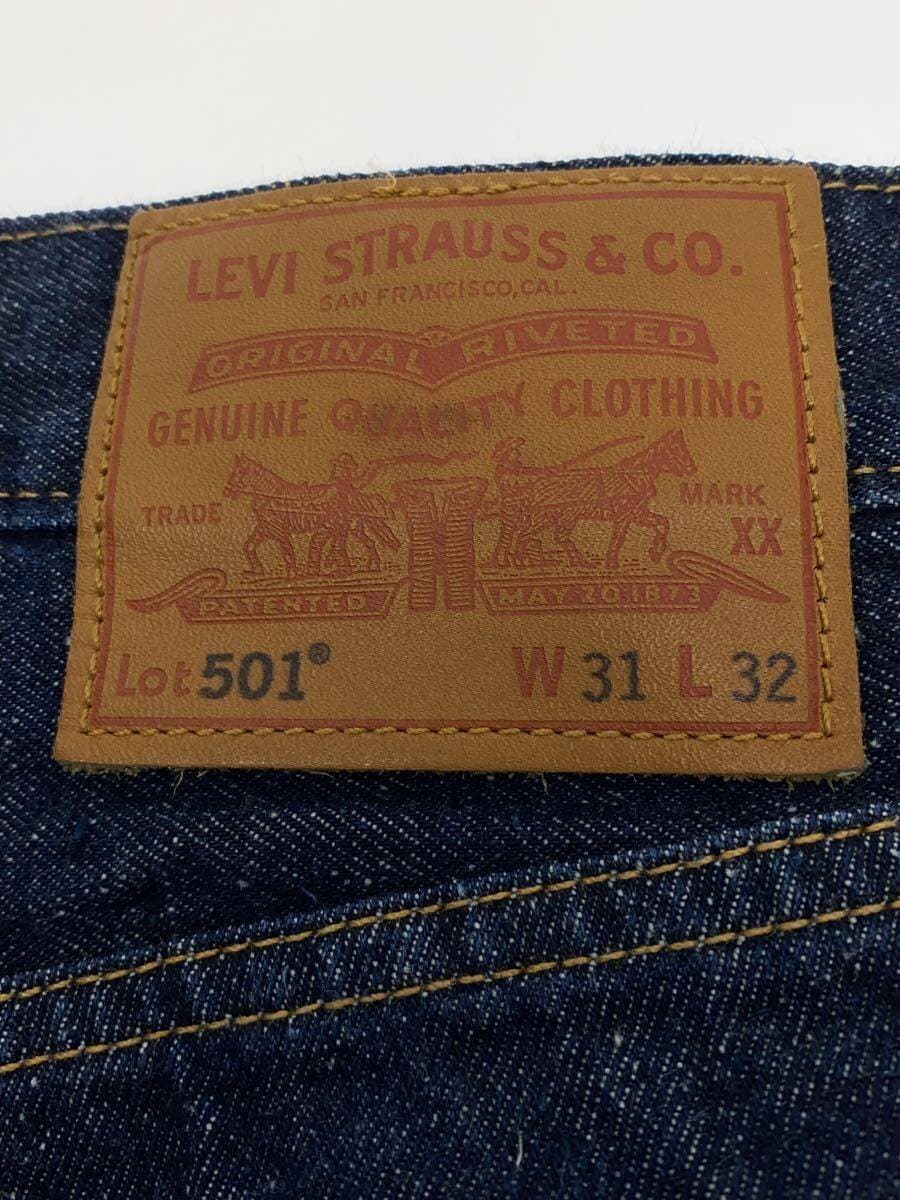 LEVI STRAUSS & CO.
SAN FRANCISCO, CAL.
ORIGINAL RIVETED
GENUINE QUALITY CLOTHING
TRADE MARK
XX
PATENTED MAY 20 1873
Lot 501® W 31 L 32